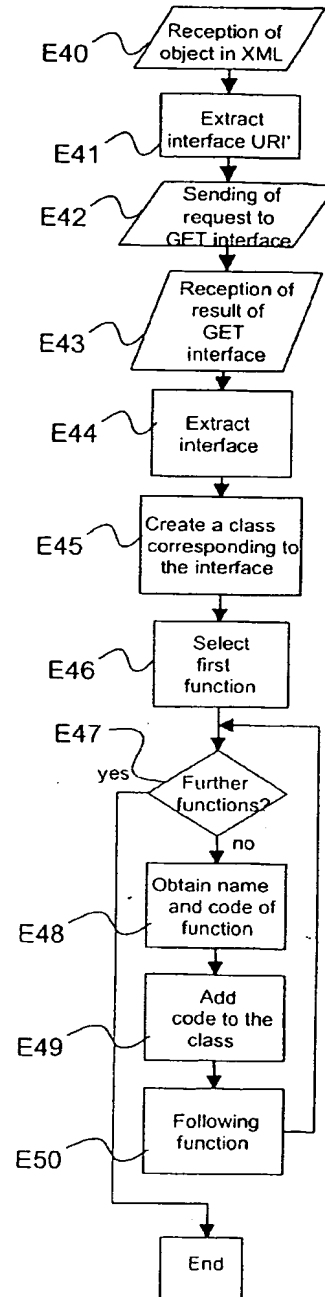 E40
Reception of
object in XML
E41
Extract
interface URI'
E42
Sending of
request to
GET interface
E43
Reception of
result of
GET
interface
E44
Extract
interface
E45
Create a class
corresponding to
the interface
E46
Select
first
function
E47
yes
Further
functions?
no
E48
Obtain name
and code of
function
E49
Add
code to the
class
E50
Following
function
End